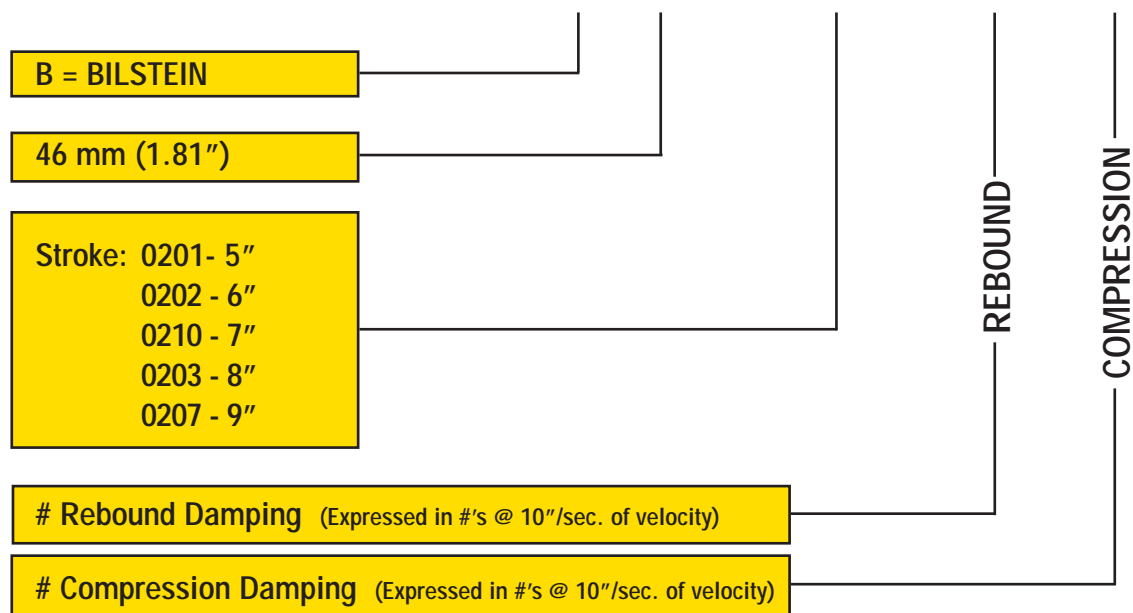 B = BILSTEIN
46 mm (1.81″)
Stroke: 0201- 5″
0202 - 6″
0210 - 7″
0203 - 8″
0207 - 9″
REBOUND
COMPRESSION
# Rebound Damping (Expressed in #'s @ 10″/sec. of velocity)
# Compression Damping (Expressed in #'s @ 10″/sec. of velocity)